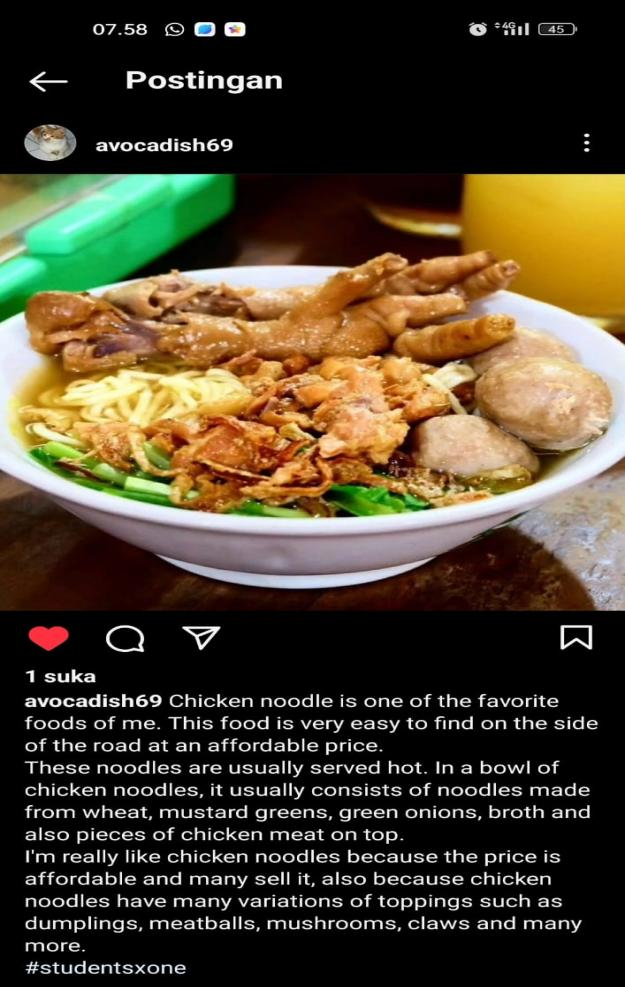 07.58
4G
45
Postingan
avocadish69
1 suka
avocadish69 Chicken noodle is one of the favorite
foods of me. This food is very easy to find on the side
of the road at an affordable price.
These noodles are usually served hot. In a bowl of
chicken noodles, it usually consists of noodles made
from wheat, mustard greens, green onions, broth and
also pieces of chicken meat on top.
I'm really like chicken noodles because the price is
affordable and many sell it, also because chicken
noodles have many variations of toppings such as
dumplings, meatballs, mushrooms, claws and many
more.
#studentsxone